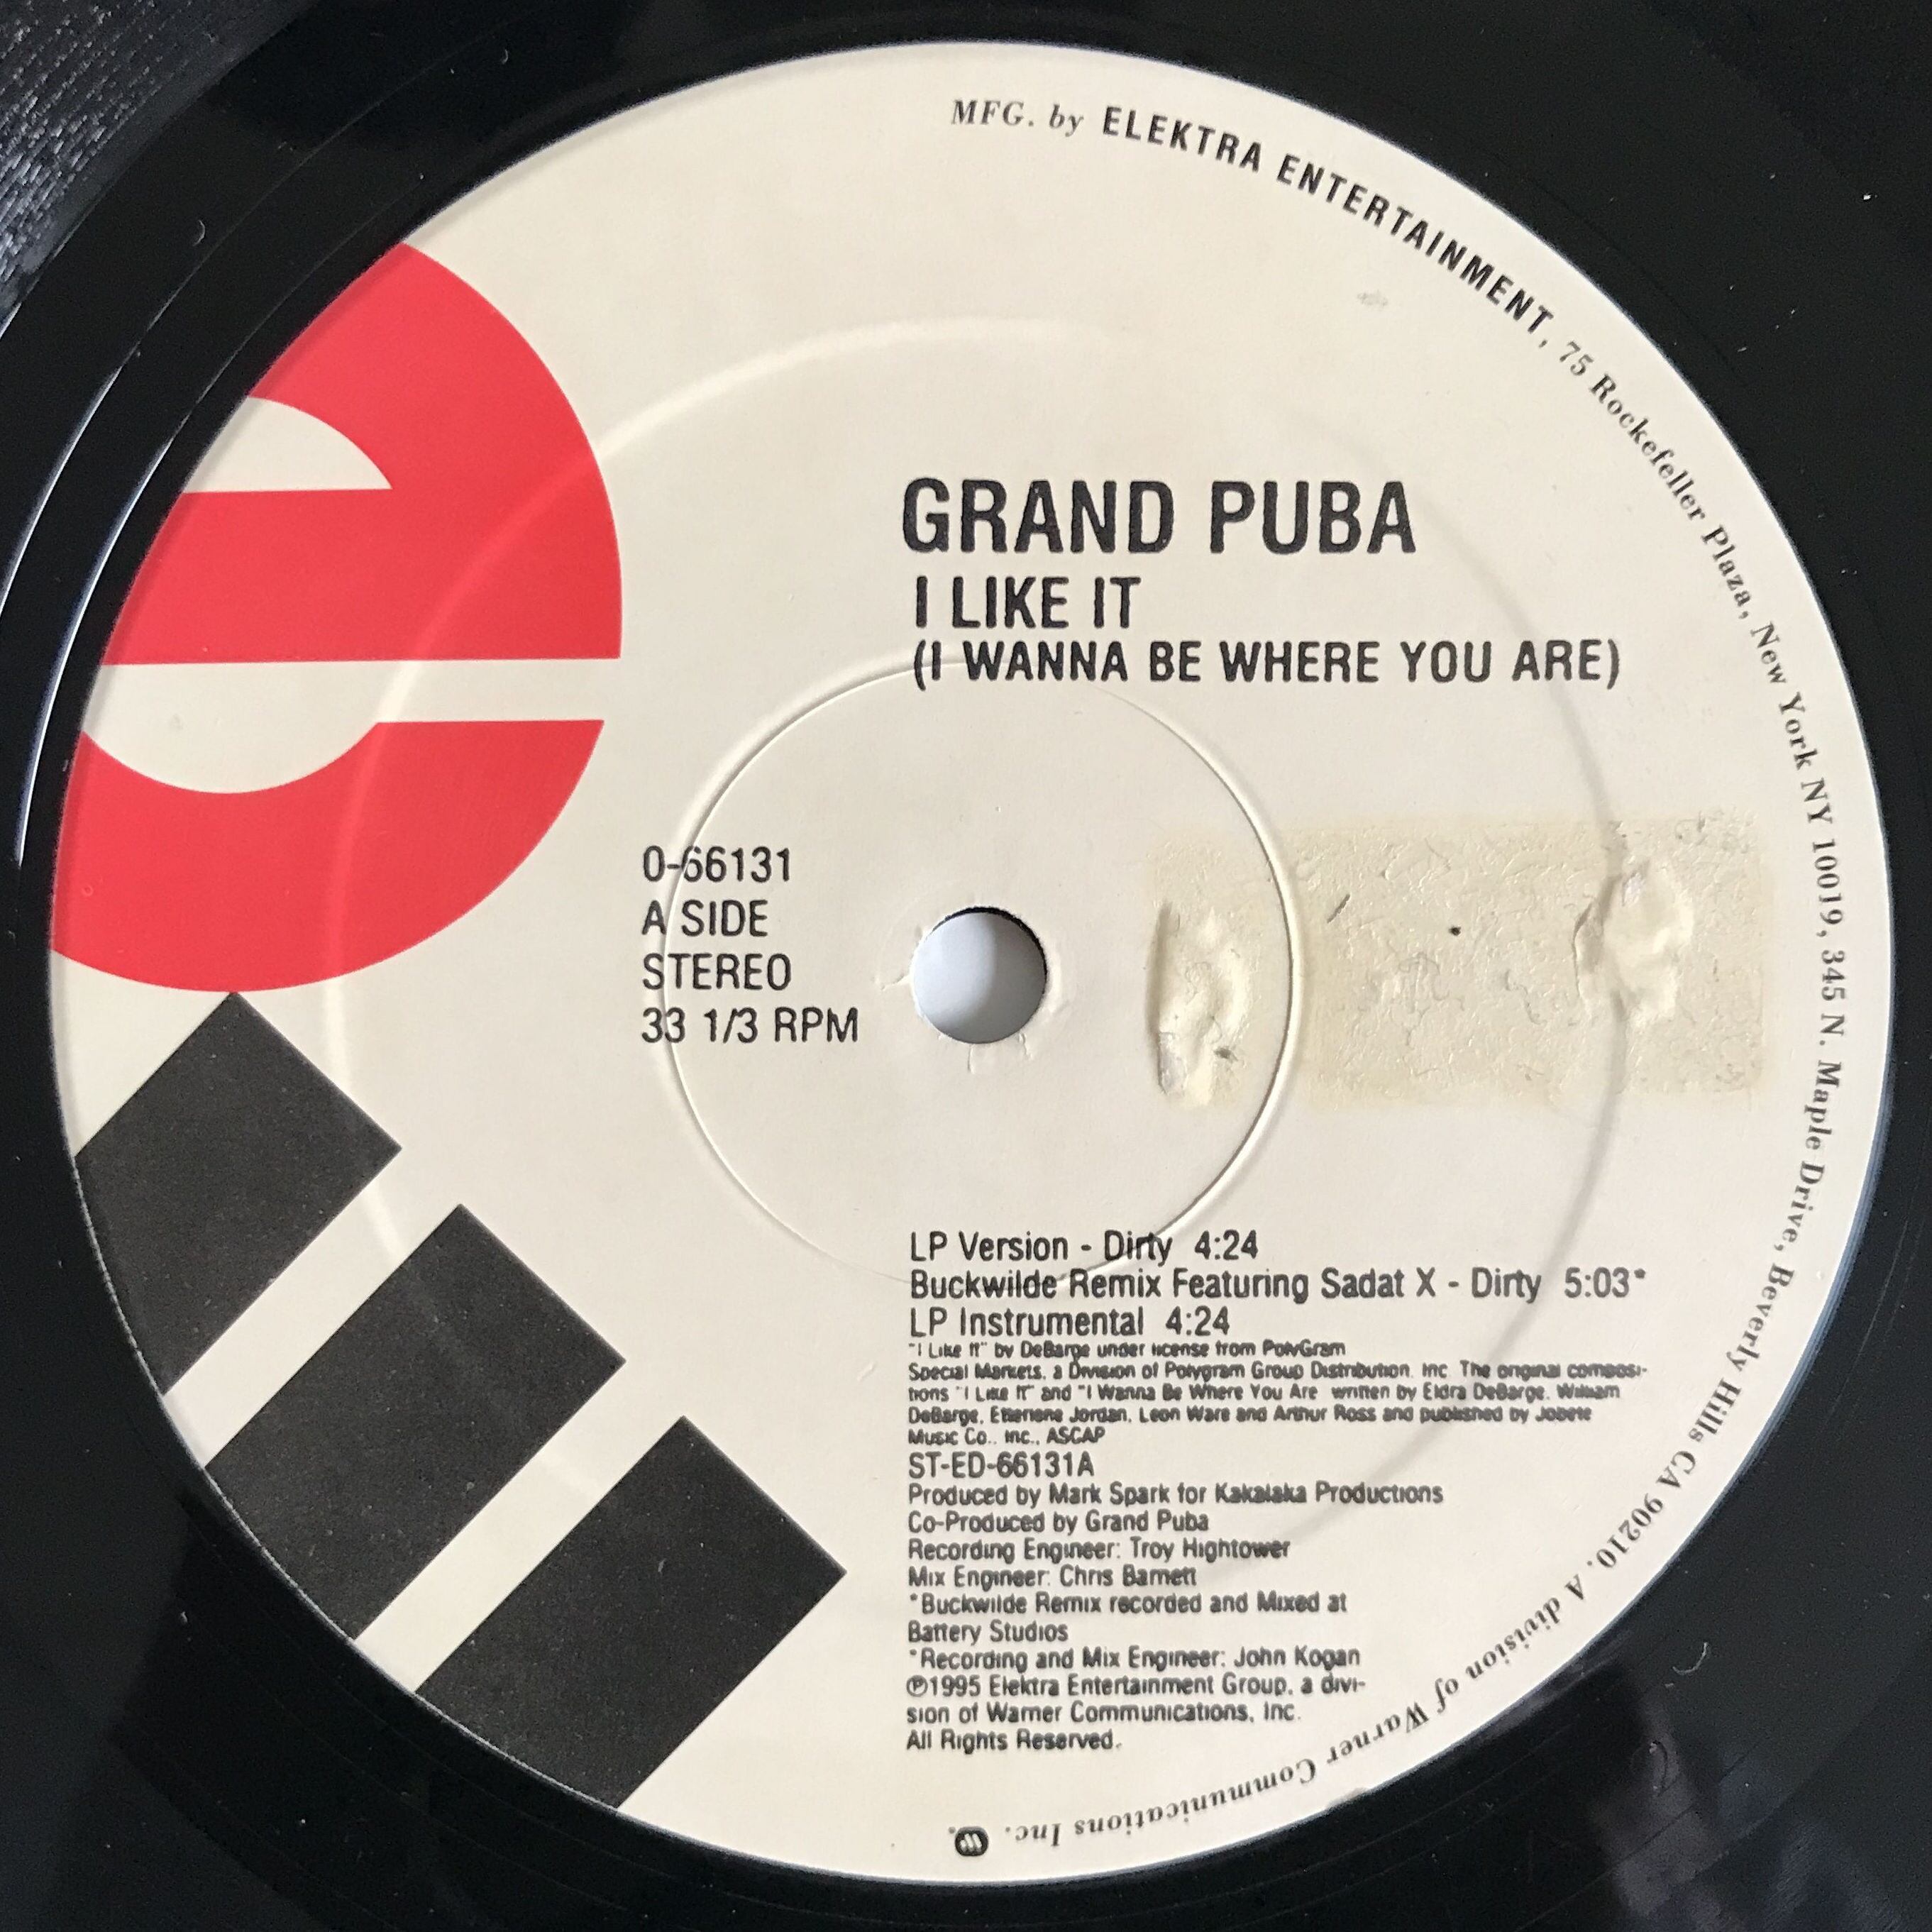 MFG. by ELEKTRA ENTERTAINMENT, 75 Rockefeller Plaza, New York NY 10019, 345 N. Maple Drive, Beverly Hills CA 90210. A division of Warner Communications Inc.
GRAND PUBA
I LIKE IT
(I WANNA BE WHERE YOU ARE)
0-66131
A SIDE
STEREO
33 1/3 RPM
LP Version - Dirty 4:24
Buckwilde Remix Featuring Sadat X - Dirty 5:03*
LP Instrumental 4:24
"I Like It" by DeBarge under license from PolyGram
Special Markets, a Division of Polygram Group Distribution, Inc. The original composi-
tions "I Like It" and "I Wanna Be Where You Are written by Eldra DeBarge, William
DeBarge, Etterlene Jordan, Leon Ware and Arthur Ross and published by Jobete
Music Co., Inc., ASCAP
ST-ED-66131A
Produced by Mark Spark for Kakalaka Productions
Co-Produced by Grand Puba
Recording Engineer: Troy Hightower
Mix Engineer: Chris Barnett
*Buckwilde Remix recorded and Mixed at
Battery Studios
*Recording and Mix Engineer: John Kogan
℗1995 Elektra Entertainment Group, a divi-
sion of Warner Communications, Inc.
All Rights Reserved.